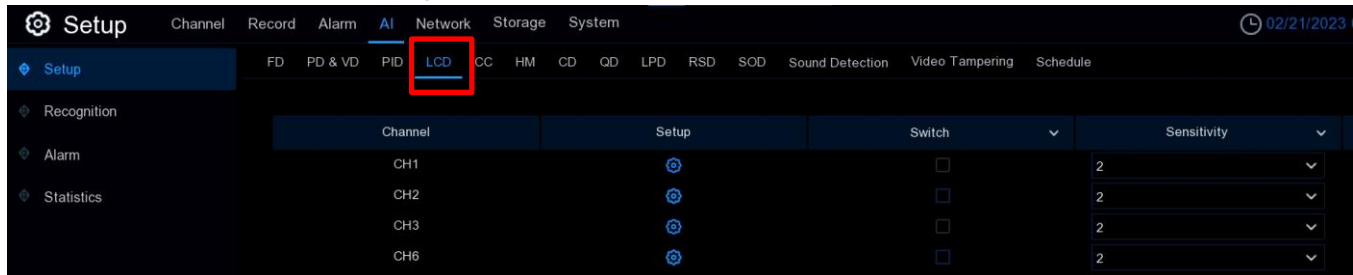 Setup Channel Record Alarm AI Network Storage System 02/21/2023
Setup FD PD & VD PID LCD CC HM CD QD LPD RSD SOD Sound Detection Video Tampering Schedule
Recognition
Channel Setup Switch Sensitivity
Alarm CH1 2
Statistics CH2 2
CH3 2
CH6 2